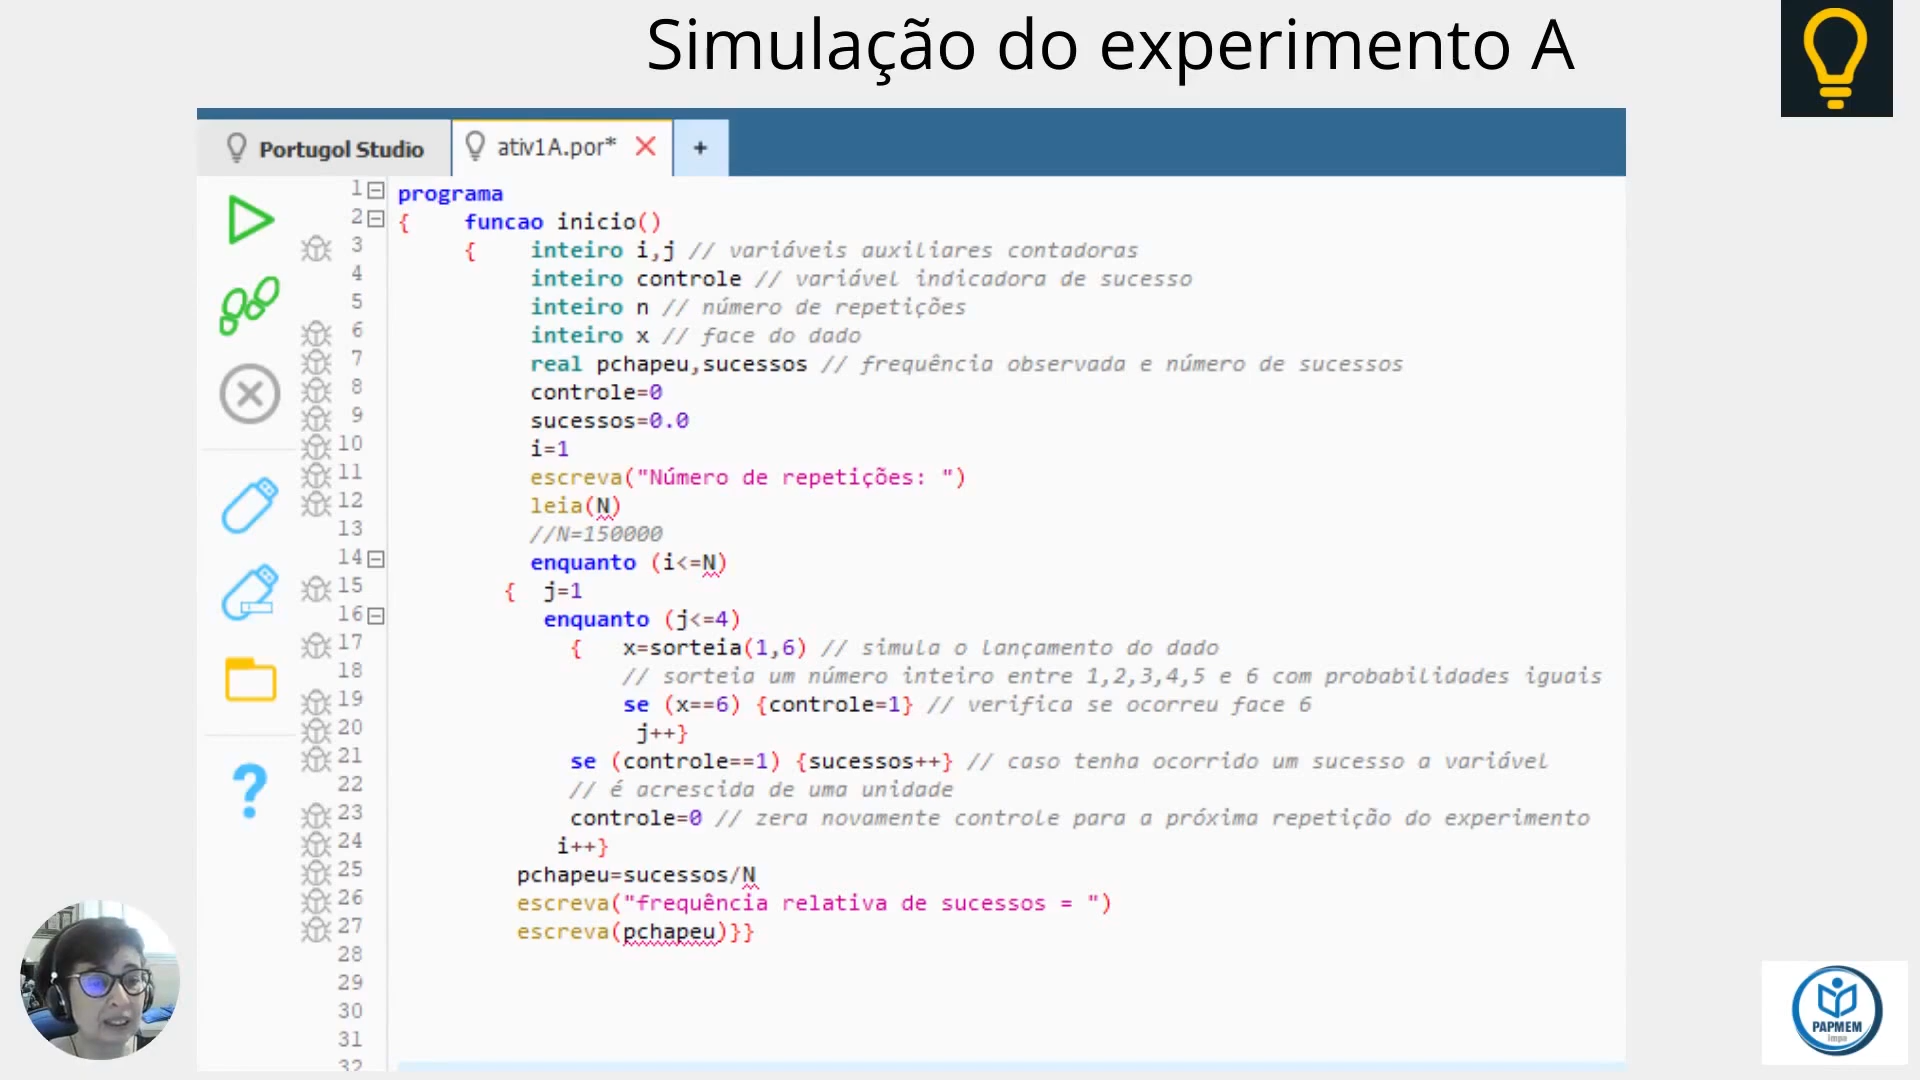 Simulação do experimento A
Portugol Studio
ativ1A.por*
+
1 programa
2 { funcao inicio()
3 { inteiro i,j // variáveis auxiliares contadoras
4 inteiro controle // variável indicadora de sucesso
5 inteiro n // número de repetições
6 inteiro x // face do dado
7 real pchapeu,sucessos // frequência observada e número de sucessos
8 controle=0
9 sucessos=0.0
10 i=1
11 escreva("Número de repetições: ")
12 leia(N)
13 //N=150000
14 enquanto (i<=N)
15 { j=1
16 enquanto (j<=4)
17 { x=sorteia(1,6) // simula o lançamento do dado
18 // sorteia um número inteiro entre 1,2,3,4,5 e 6 com probabilidades iguais
19 se (x==6) {controle=1} // verifica se ocorreu face 6
20 j++}
21 se (controle==1) {sucessos++} // caso tenha ocorrido um sucesso a variável
22 // é acrescida de uma unidade
23 controle=0 // zera novamente controle para a próxima repetição do experimento
24 i++}
25 pchapeu=sucessos/N
26 escreva("frequência relativa de sucessos = ")
27 escreva(pchapeu)}}
28
29
30
31
32
PAPMEM
impa